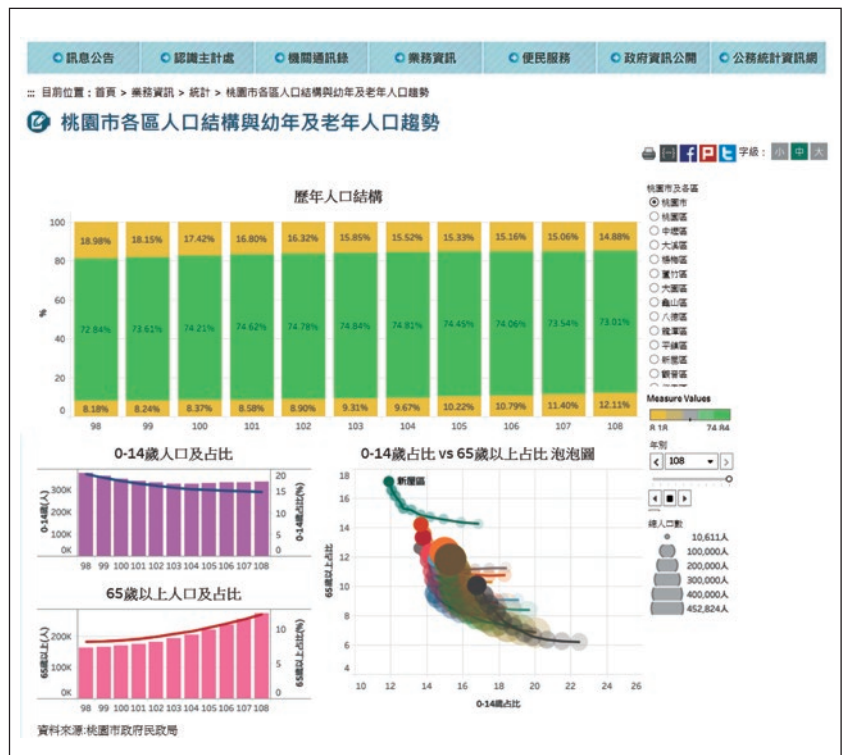 訊息公告 認識主計處 機關通訊錄 業務資訊 便民服務 政府資訊公開 公務統計資訊網
::: 目前位置：首頁 > 業務資訊 > 統計 > 桃園市各區人口結構與幼年及老年人口趨勢
桃園市各區人口結構與幼年及老年人口趨勢
字級： 小 中 大
歷年人口結構
%
100
80
60
40
20
0
18.98% 18.15% 17.42% 16.80% 16.32% 15.85% 15.52% 15.33% 15.16% 15.06% 14.88%
72.84% 73.61% 74.21% 74.62% 74.78% 74.84% 74.81% 74.45% 74.06% 73.54% 73.01%
8.18% 8.24% 8.37% 8.58% 8.90% 9.31% 9.67% 10.22% 10.79% 11.40% 12.11%
98 99 100 101 102 103 104 105 106 107 108
桃園市及各區
桃園市
桃園區
中壢區
大溪區
楊梅區
蘆竹區
大園區
龜山區
八德區
龍潭區
平鎮區
新屋區
觀音區
Measure Values
8.18 74.84
年別
108
總人口數
10,611人
100,000人
200,000人
300,000人
400,000人
452,824人
0-14歲人口及占比
0-14歲(人)
300K
200K
100K
0K
20
15
10
5
0
0-14歲占比(%)
98 99 100 101 102 103 104 105 106 107 108
65歲以上人口及占比
65歲以上(人)
200K
100K
0K
10
5
0
65歲以上占比(%)
98 99 100 101 102 103 104 105 106 107 108
0-14歲占比 vs 65歲以上占比 泡泡圖
65歲以上占比
18
16
14
12
10
8
6
4
新屋區
10 12 14 16 18 20 22 24 26
0-14歲占比
資料來源:桃園市政府民政局